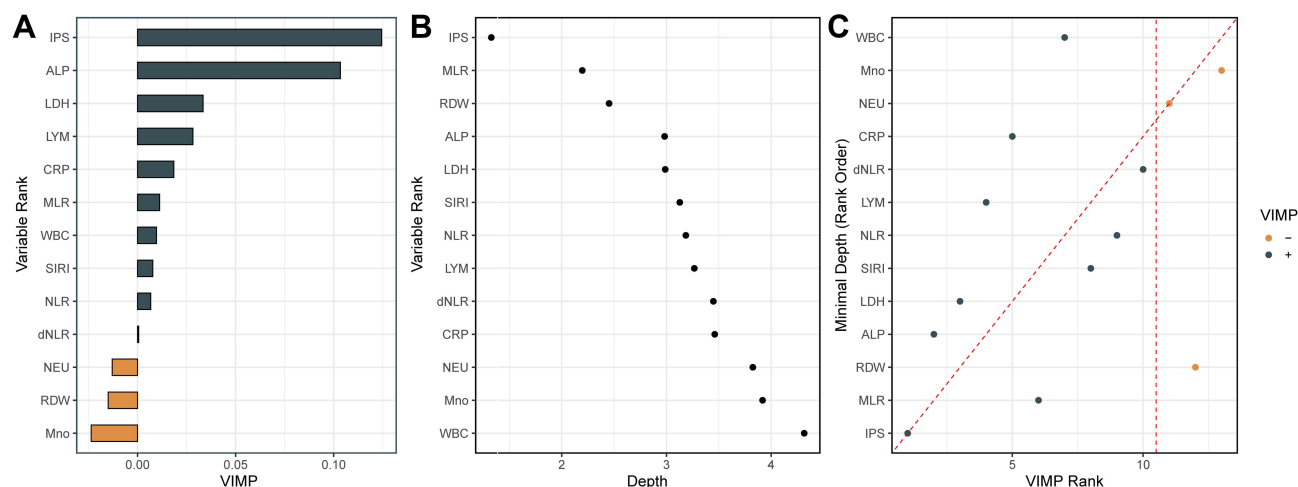 A
Variable Rank
IPS
ALP
LDH
LYM
CRP
MLR
WBC
SIRI
NLR
dNLR
NEU
RDW
Mno
0.00 0.05 0.10
VIMP
B
Variable Rank
IPS
MLR
RDW
ALP
LDH
SIRI
NLR
LYM
dNLR
CRP
NEU
Mno
WBC
2 3 4
Depth
C
Minimal Depth (Rank Order)
WBC
Mno
NEU
CRP
dNLR
LYM
NLR
SIRI
LDH
ALP
RDW
MLR
IPS
5 10
VIMP Rank
VIMP
−
+